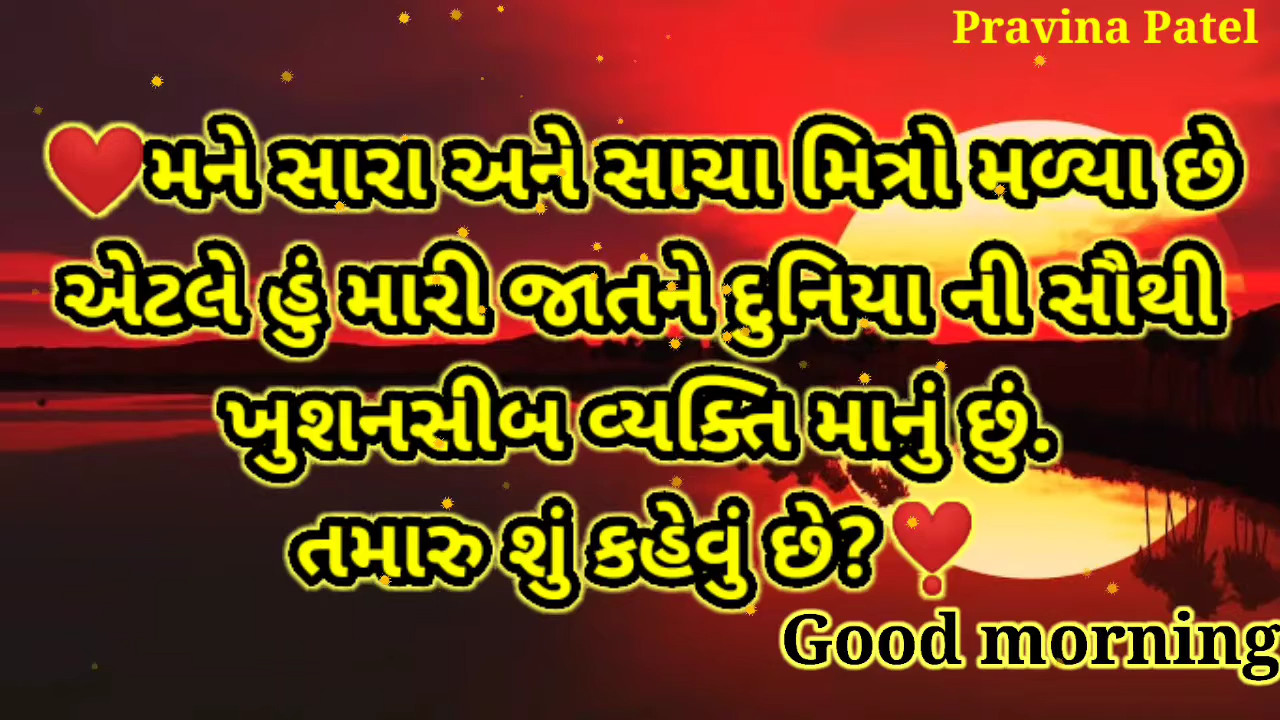 Pravina Patel
❤️મને સારા અને સાચા મિત્રો મળ્યા છે
એટલે હું મારી જાતને દુનિયા ની સૌથી
ખુશનસીબ વ્યક્તિ માનું છું.
તમારુ શું કહેવું છે?❣️
Good morning